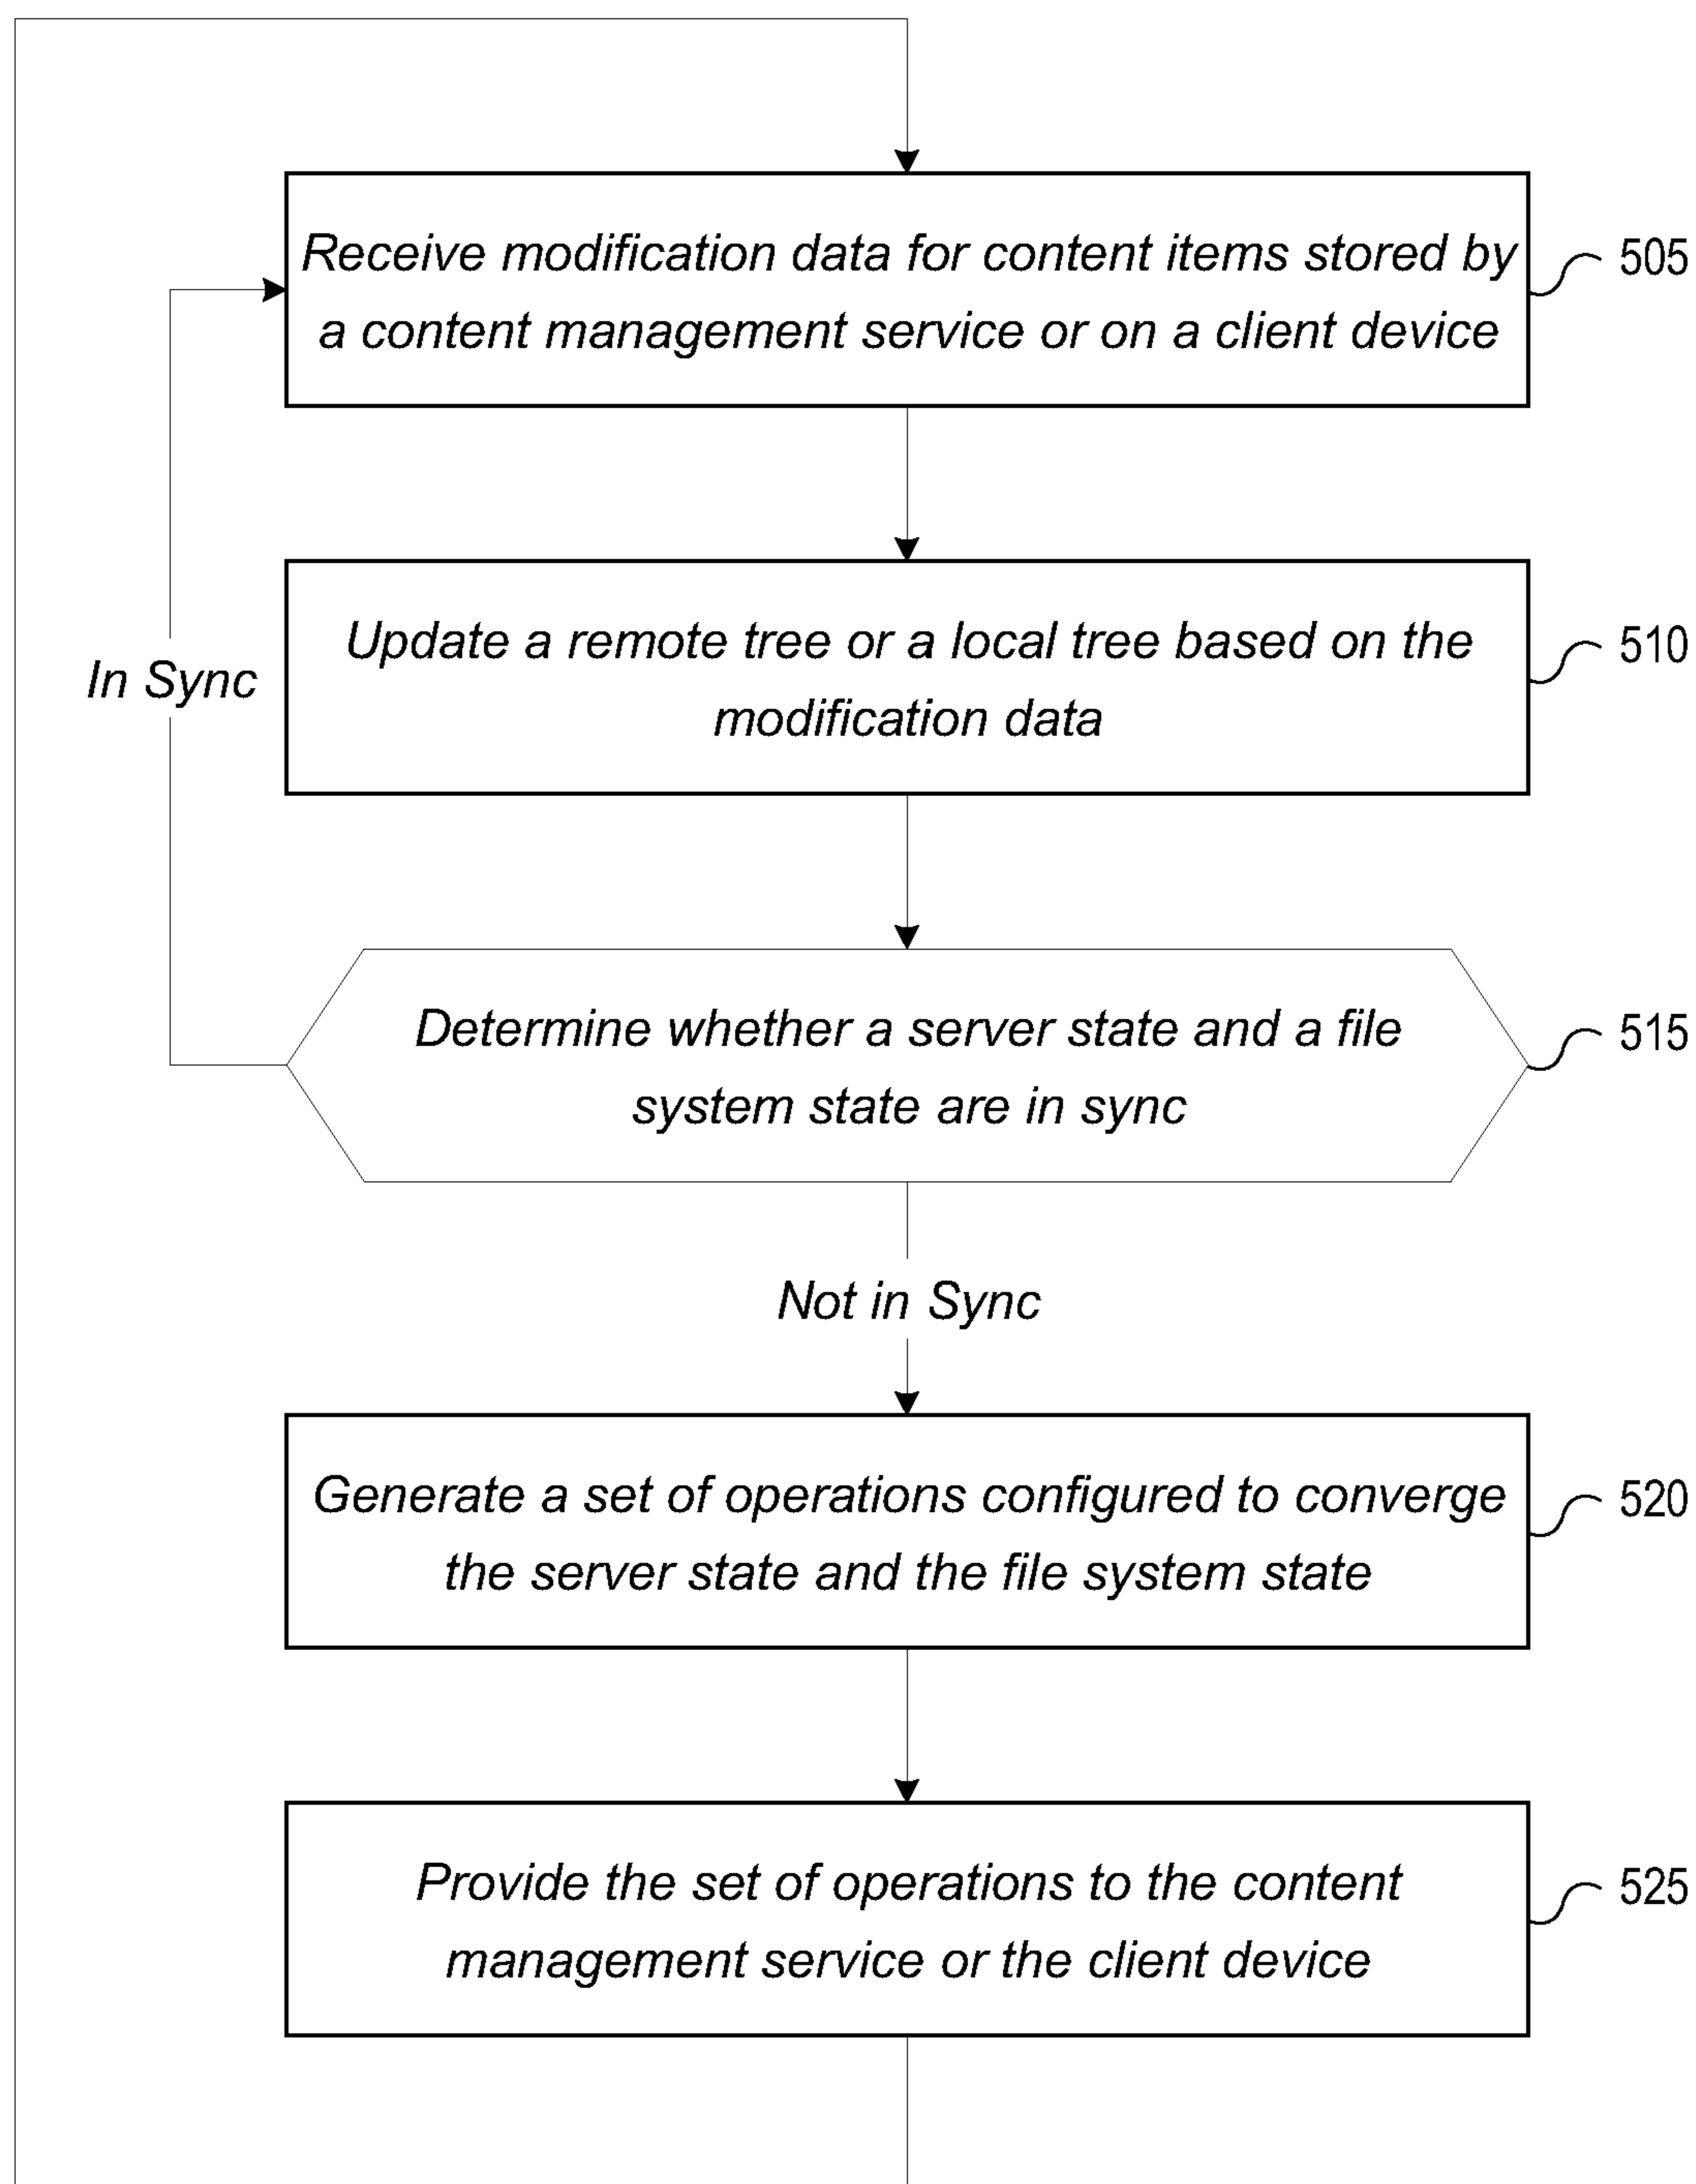 Receive modification data for content items stored by
a content management service or on a client device
505
Update a remote tree or a local tree based on the
modification data
510
In Sync
Determine whether a server state and a file
system state are in sync
515
Not in Sync
Generate a set of operations configured to converge
the server state and the file system state
520
Provide the set of operations to the content
management service or the client device
525